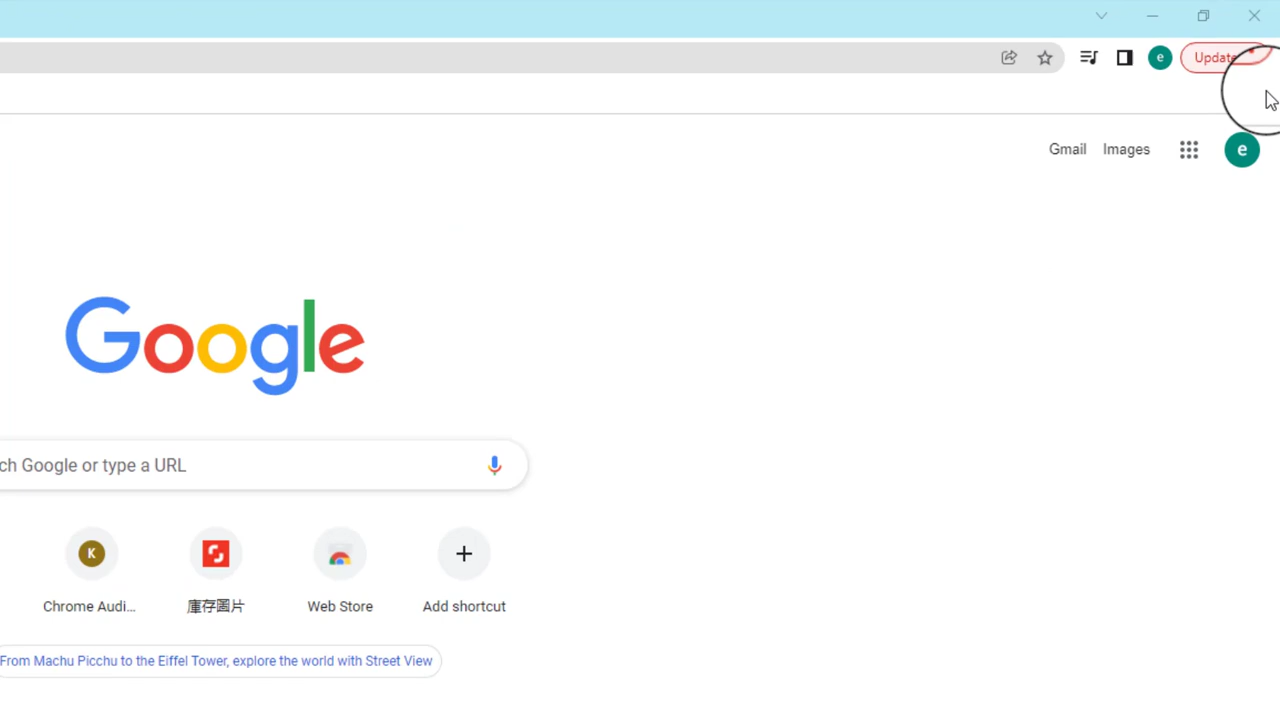 e
Update
Gmail Images e
Google
ch Google or type a URL
K
Chrome Audi... 庫存圖片 Web Store Add shortcut
From Machu Picchu to the Eiffel Tower, explore the world with Street View